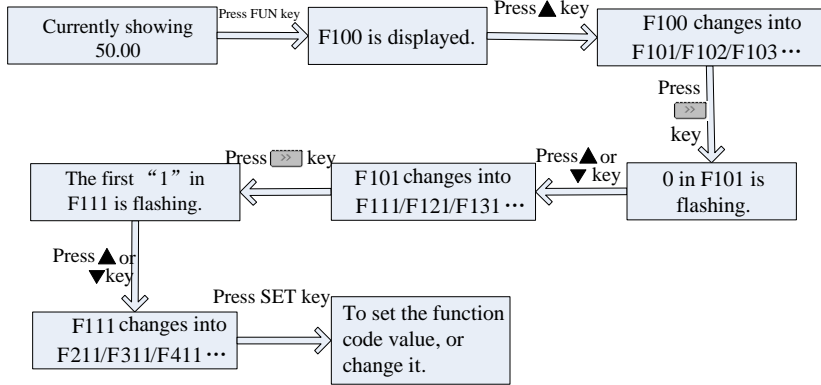 Currently showing
50.00
Press FUN key
F100 is displayed.
Press ▲ key
F100 changes into
F101/F102/F103 ⋯
Press
>>
key
0 in F101 is
flashing.
Press ▲ or
▼ key
F101 changes into
F111/F121/F131 ⋯
Press >> key
The first “1” in
F111 is flashing.
Press ▲ or
▼ key
F111 changes into
F211/F311/F411 ⋯
Press SET key
To set the function
code value, or
change it.